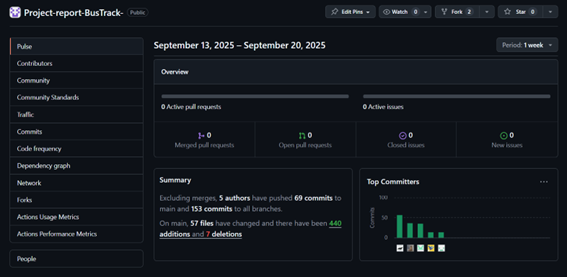 Project-report-BusTrack- Public
Edit Pins Watch 0 Fork 2 Star 0
Pulse
Contributors
Community
Community Standards
Traffic
Commits
Code frequency
Dependency graph
Network
Forks
Actions Usage Metrics
Actions Performance Metrics
People
September 13, 2025 – September 20, 2025
Period: 1 week
Overview
0 Active pull requests
0 Active issues
0
Merged pull requests
0
Open pull requests
0
Closed issues
0
New issues
Summary
Excluding merges, 5 authors have pushed 69 commits to
main and 153 commits to all branches.
On main, 57 files have changed and there have been 440
additions and 7 deletions
Top Committers
Commits
100
50
0